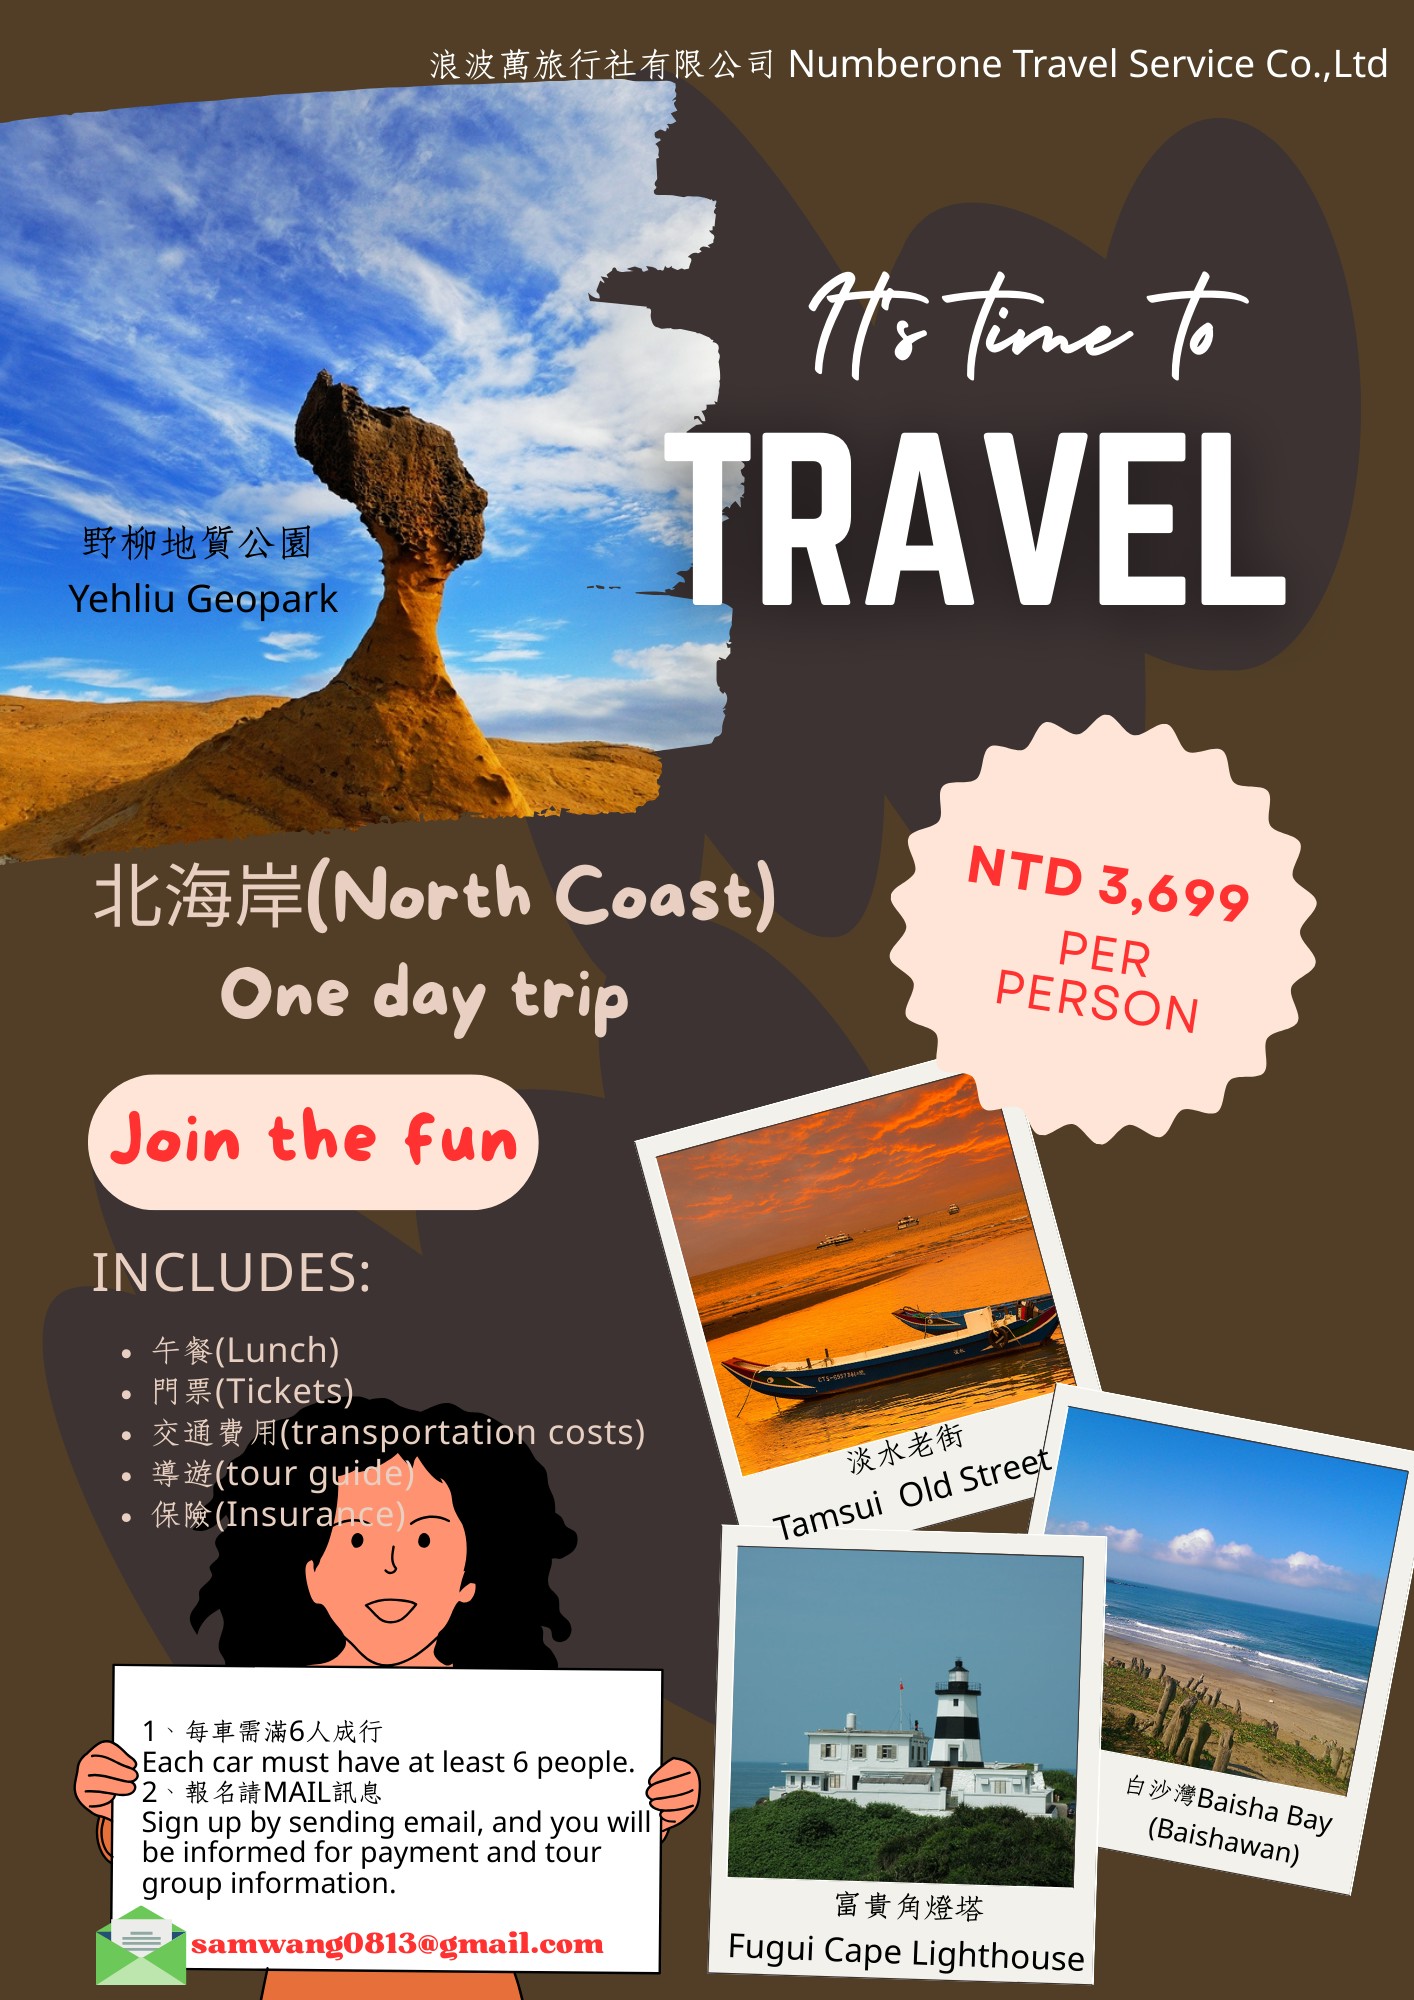 浪波萬旅行社有限公司 Numberone Travel Service Co.,Ltd
It's time to
TRAVEL
野柳地質公園
Yehliu Geopark
NTD 3,699
PER
PERSON
北海岸(North Coast)
One day trip
Join the fun
INCLUDES:
• 午餐(Lunch)
• 門票(Tickets)
• 交通費用(transportation costs)
• 導遊(tour guide)
• 保險(Insurance)
淡水老街
Tamsui Old Street
白沙灣Baisha Bay
(Baishawan)
富貴角燈塔
Fugui Cape Lighthouse
1、每車需滿6人成行
Each car must have at least 6 people.
2、報名請MAIL訊息
Sign up by sending email, and you will
be informed for payment and tour
group information.
samwang0813@gmail.com